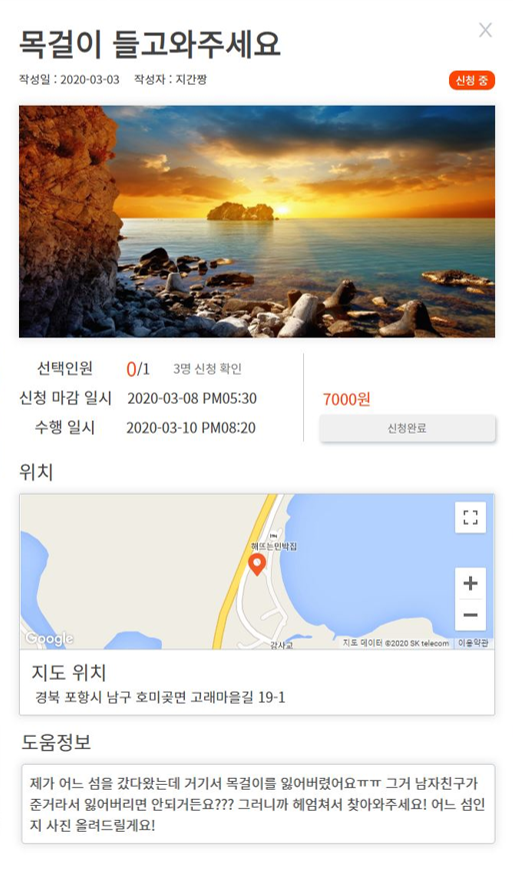 목걸이 들고와주세요
X
작성일 : 2020-03-03 작성자 : 지간짱
신청 중
선택인원 0/1 3명 신청 확인
신청 마감 일시 2020-03-08 PM05:30
수행 일시 2020-03-10 PM08:20
7000원
신청완료
위치
해뜨는민박집
강사교
Google
지도 데이터 ©2020 SK telecom 이용약관
지도 위치
경북 포항시 남구 호미곶면 고래마을길 19-1
도움정보
제가 어느 섬을 갔다왔는데 거기서 목걸이를 잃어버렸어요ㅠㅠ 그거 남자친구가
준거라서 잃어버리면 안되거든요??? 그러니까 헤엄쳐서 찾아와주세요! 어느 섬인
지 사진 올려드릴게요!